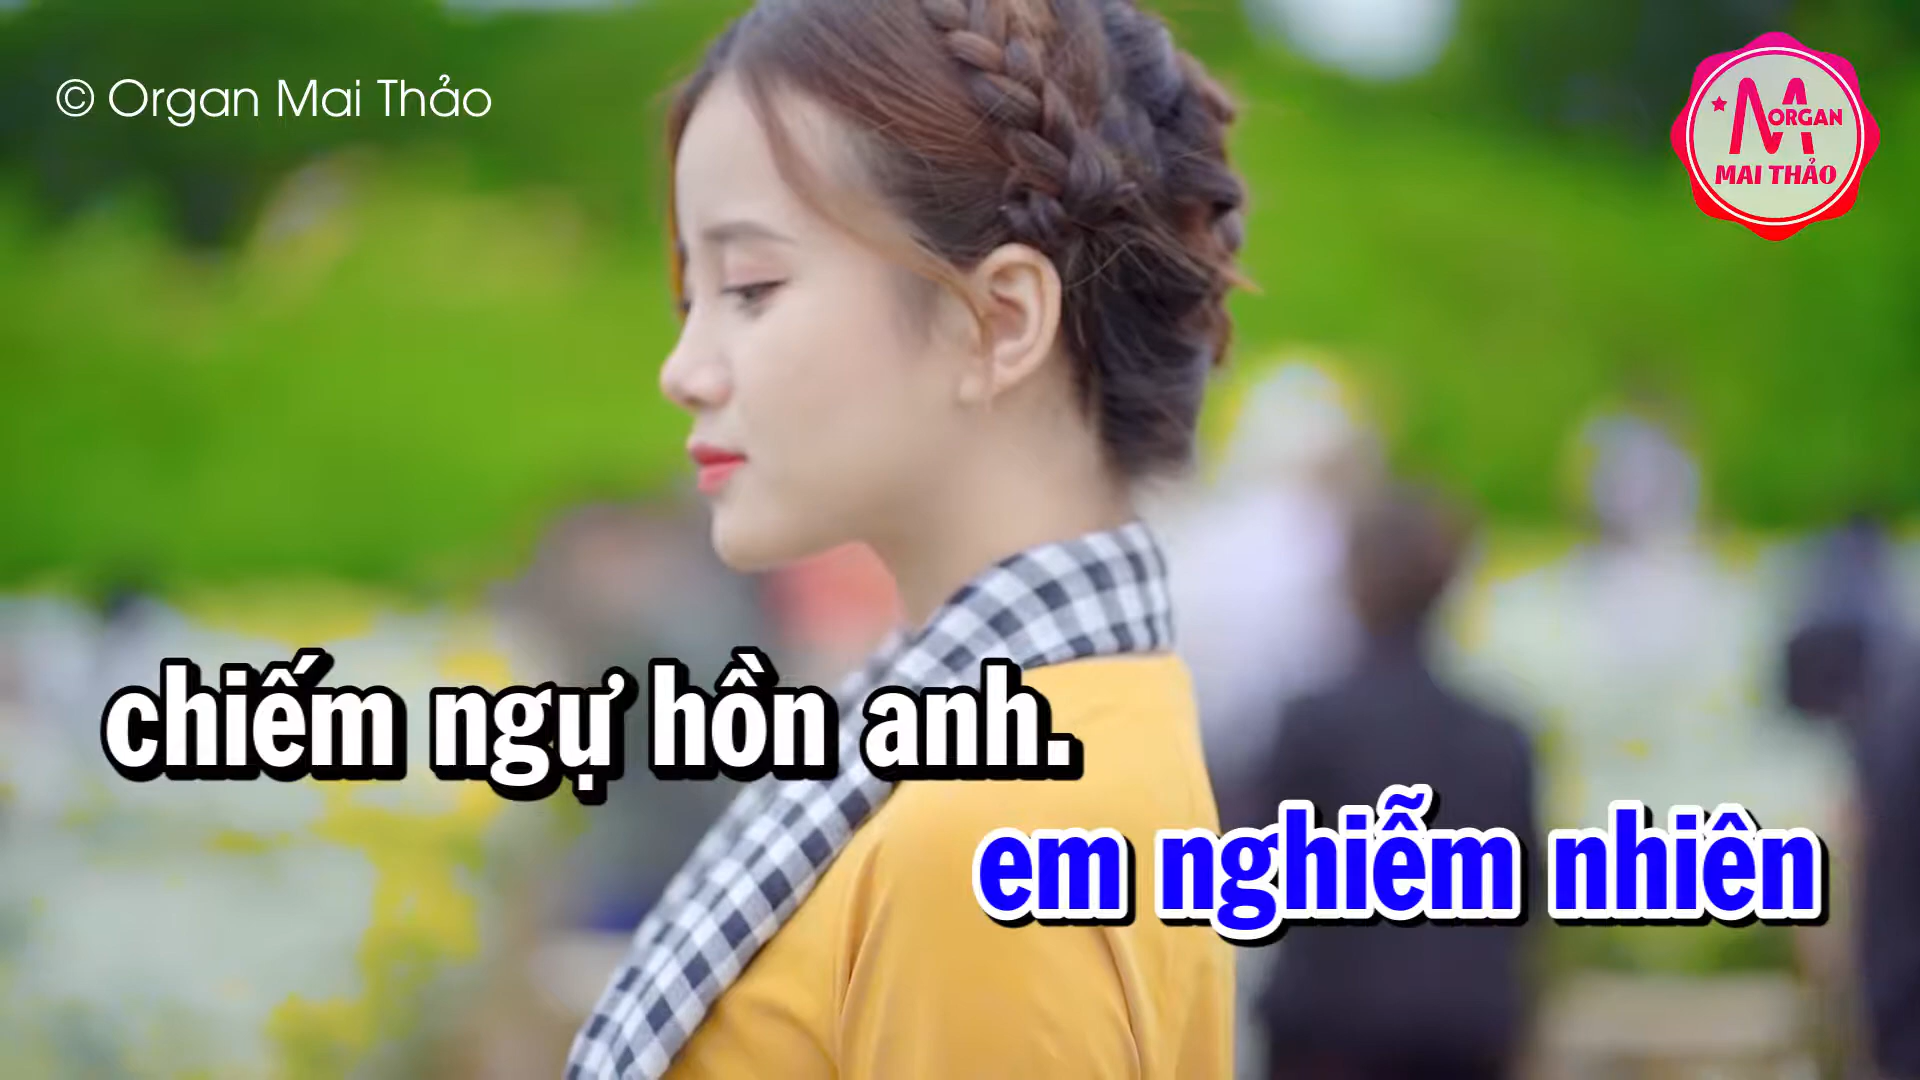 © Organ Mai Thảo
M ORGAN
MAI THẢO
chiếm ngự hồn anh.
em nghiễm nhiên